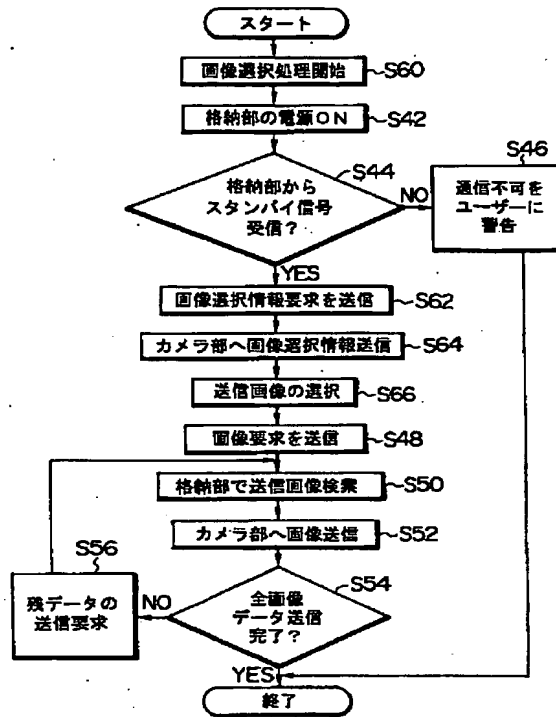 スタート
画像選択処理開始
S60
格納部の電源ON
S42
S44
格納部から
スタンバイ信号
受信?
NO
S46
通信不可を
ユーザーに
警告
YES
画像選択情報要求を送信
S62
カメラ部へ画像選択情報送信
S64
送信画像の選択
S66
画像要求を送信
S48
格納部で送信画像検索
S50
カメラ部へ画像送信
S52
S54
全画像
データ送信
完了?
NO
S56
残データの
送信要求
YES
終了